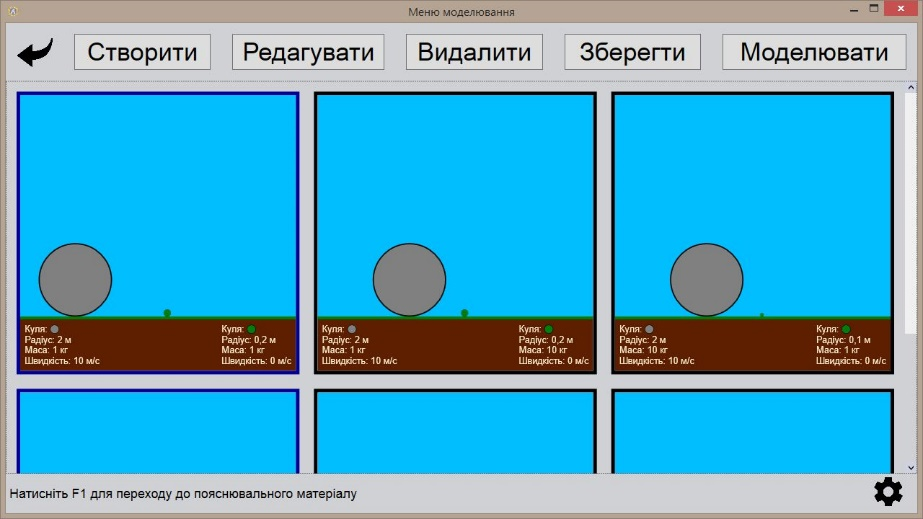 Меню моделювання
Створити Редагувати Видалити Зберегти Моделювати
Куля: Куля:
Радіус: 2 м Радіус: 0,2 м
Маса: 1 кг Маса: 1 кг
Швидкість: 10 м/с Швидкість: 0 м/с
Куля: Куля:
Радіус: 2 м Радіус: 0,2 м
Маса: 1 кг Маса: 10 кг
Швидкість: 10 м/с Швидкість: 0 м/с
Куля: Куля:
Радіус: 2 м Радіус: 0,1 м
Маса: 10 кг Маса: 1 кг
Швидкість: 10 м/с Швидкість: 0 м/с
Натисніть F1 для переходу до пояснювального матеріалу